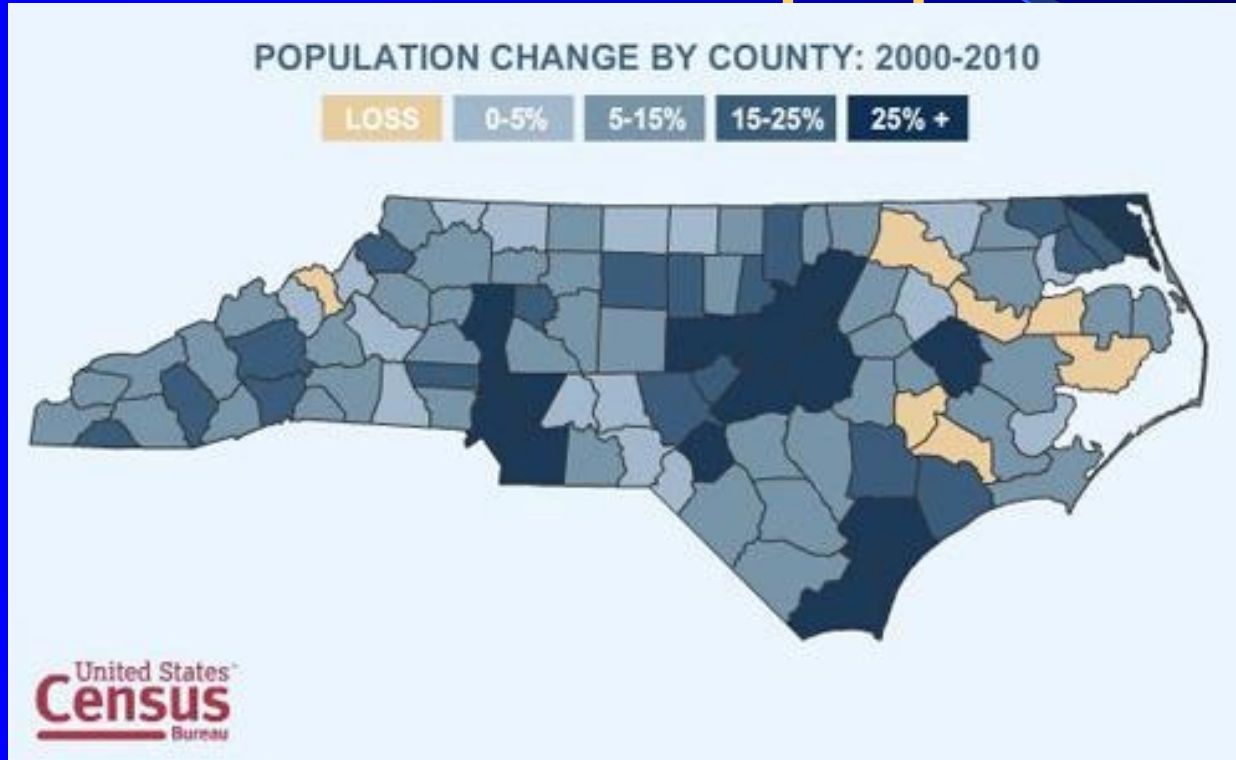 POPULATION CHANGE BY COUNTY: 2000-2010
LOSS 0-5% 5-15% 15-25% 25% +
United States
Census
Bureau